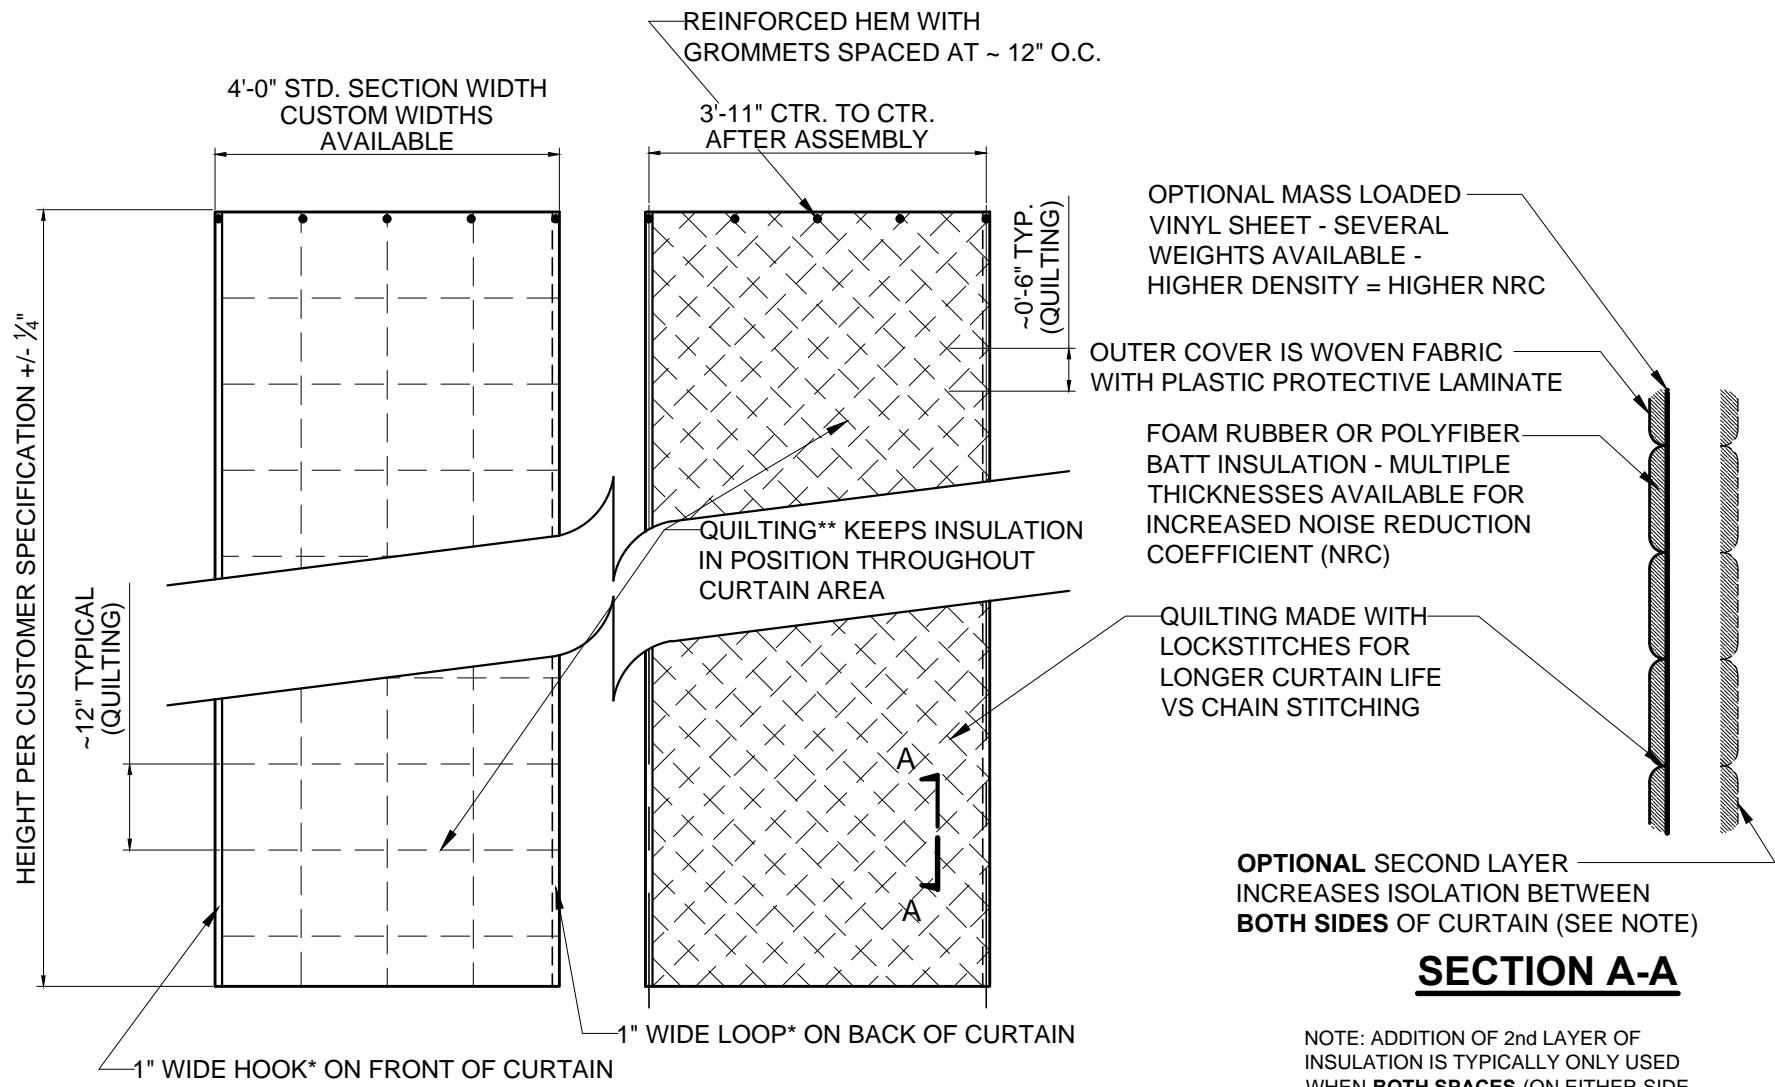 REINFORCED HEM WITH
GROMMETS SPACED AT ~ 12" O.C.
4'-0" STD. SECTION WIDTH
CUSTOM WIDTHS
AVAILABLE
3'-11" CTR. TO CTR.
AFTER ASSEMBLY
HEIGHT PER CUSTOMER SPECIFICATION +/- ¼"
~0'-6" TYP.
(QUILTING)
OPTIONAL MASS LOADED
VINYL SHEET - SEVERAL
WEIGHTS AVAILABLE -
HIGHER DENSITY = HIGHER NRC
OUTER COVER IS WOVEN FABRIC
WITH PLASTIC PROTECTIVE LAMINATE
FOAM RUBBER OR POLYFIBER
BATT INSULATION - MULTIPLE
THICKNESSES AVAILABLE FOR
INCREASED NOISE REDUCTION
COEFFICIENT (NRC)
QUILTING** KEEPS INSULATION
IN POSITION THROUGHOUT
CURTAIN AREA
~12" TYPICAL
(QUILTING)
QUILTING MADE WITH
LOCKSTITCHES FOR
LONGER CURTAIN LIFE
VS CHAIN STITCHING
A
A
OPTIONAL SECOND LAYER
INCREASES ISOLATION BETWEEN
BOTH SIDES OF CURTAIN (SEE NOTE)
SECTION A-A
1" WIDE LOOP* ON BACK OF CURTAIN
1" WIDE HOOK* ON FRONT OF CURTAIN
NOTE: ADDITION OF 2nd LAYER OF
INSULATION IS TYPICALLY ONLY USED
WHEN BOTH SPACES (ON EITHER SIDE